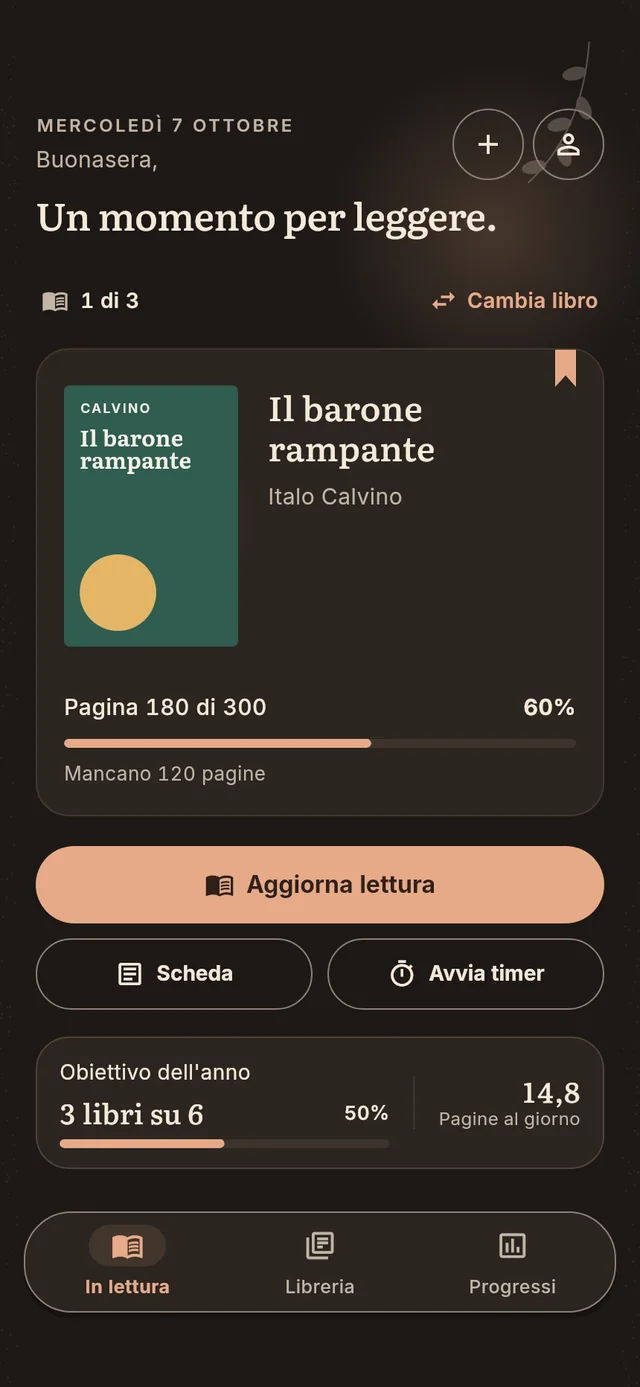 MERCOLEDÌ 7 OTTOBRE
Buonasera,
Un momento per leggere.
1 di 3
Cambia libro
CALVINO
Il barone
rampante
Il barone
rampante
Italo Calvino
Pagina 180 di 300
60%
Mancano 120 pagine
Aggiorna lettura
Scheda
Avvia timer
Obiettivo dell'anno
3 libri su 6
50%
14,8
Pagine al giorno
In lettura
Libreria
Progressi